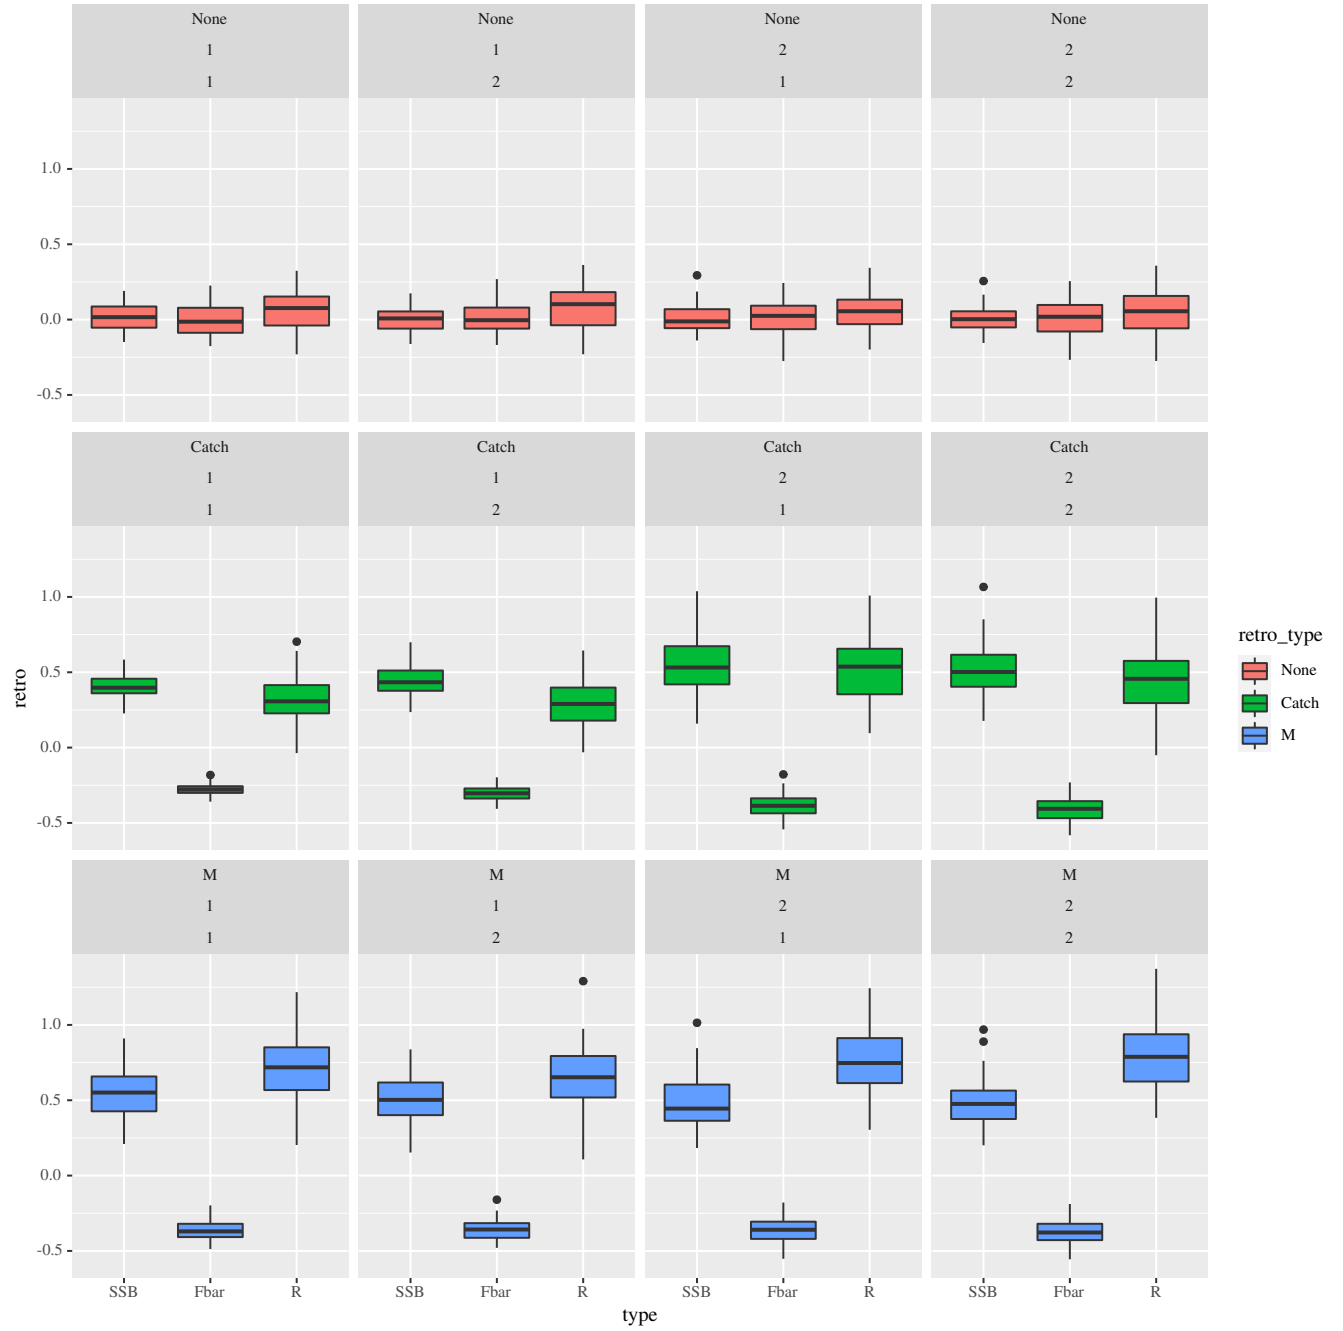 None None None None
1 1 2 2
1 2 1 2
1.0
0.5
0.0
-0.5
Catch Catch Catch Catch
1 1 2 2
1 2 1 2
1.0
0.5
0.0
-0.5
retro
retro_type
None
Catch
M
M M M M
1 1 2 2
1 2 1 2
1.0
0.5
0.0
-0.5
SSB Fbar R SSB Fbar R SSB Fbar R SSB Fbar R
type